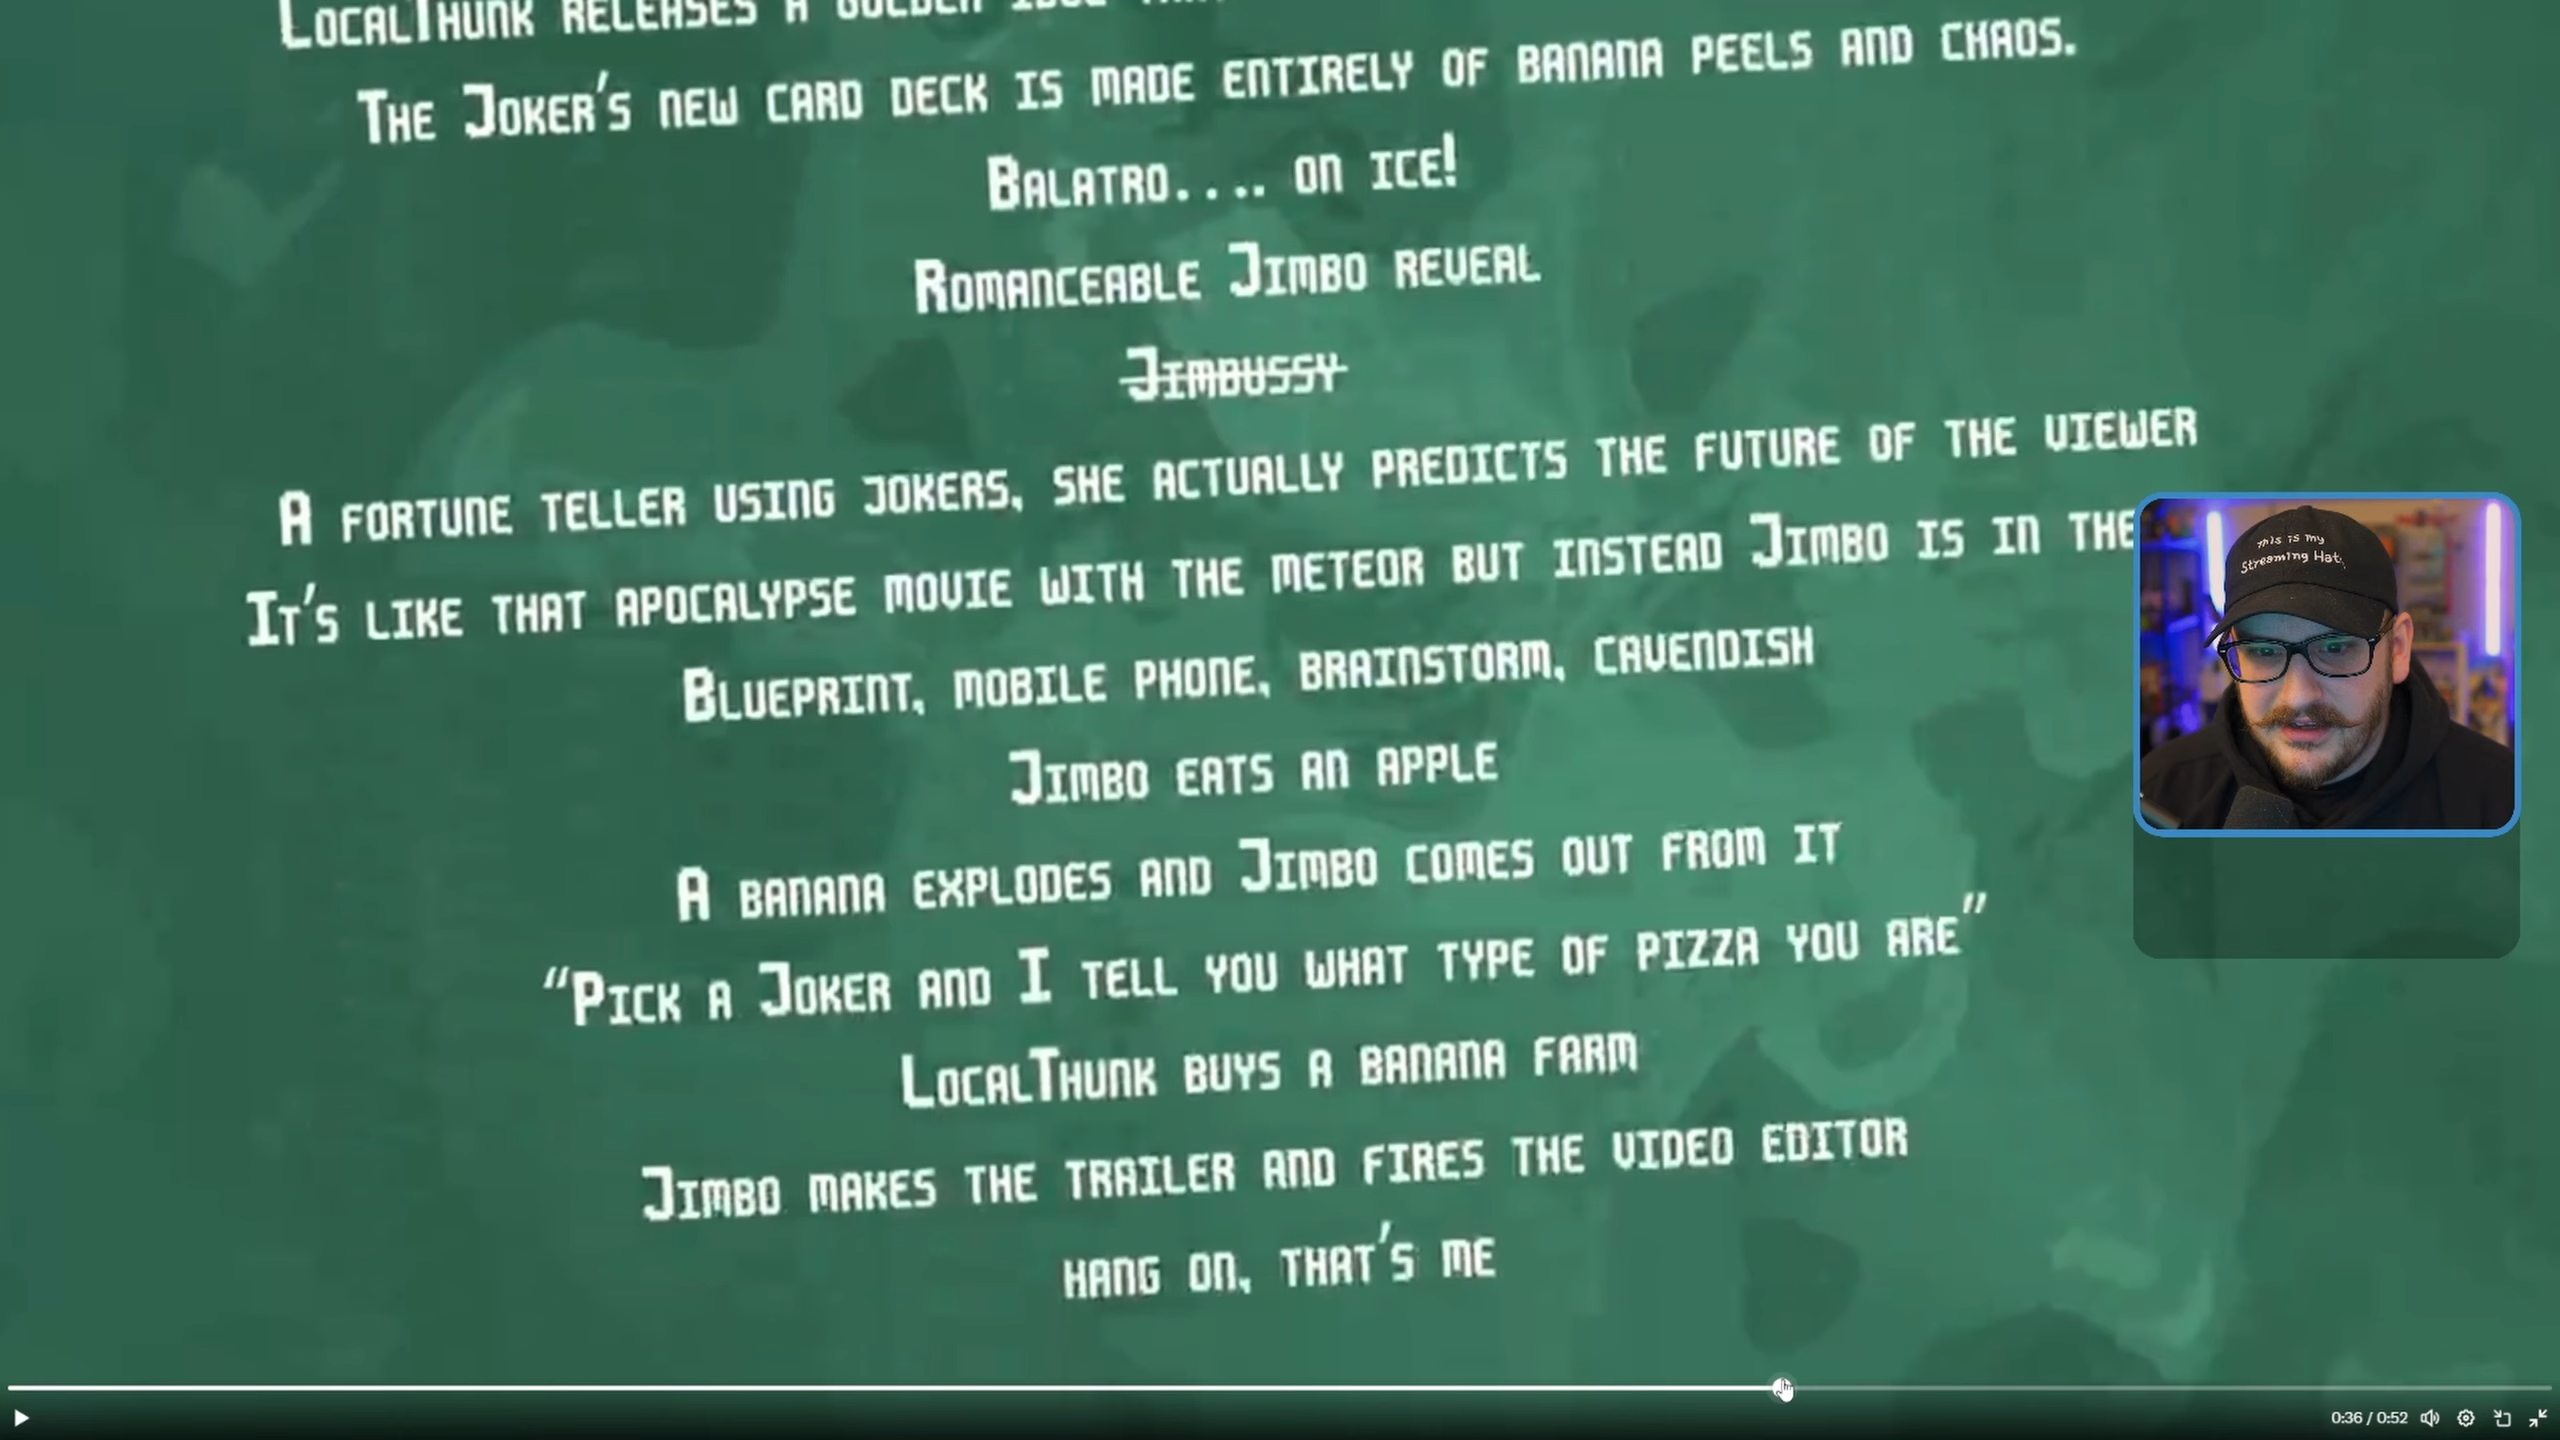 LocalThunk releases a golden idol
The Joker's new card deck is made entirely of banana peels and chaos.
Balatro.... on ice!
Romanceable Jimbo reveal
Jimbussy
A fortune teller using jokers, she actually predicts the future of the viewer
It's like that apocalypse movie with the meteor but instead Jimbo is in the
This is my
Streaming Hat.
Blueprint, mobile phone, brainstorm, cavendish
Jimbo eats an apple
A banana explodes and Jimbo comes out from it
"Pick a Joker and I tell you what type of pizza you are"
LocalThunk buys a banana farm
Jimbo makes the trailer and fires the video editor
hang on, that's me
0:36 / 0:52